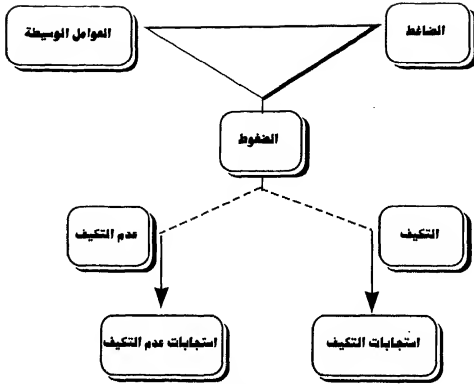 الضاغط
العوامل الوسيطة
الضغوط
التكيف
عدم التكيف
استجابات التكيف
استجابات عدم التكيف